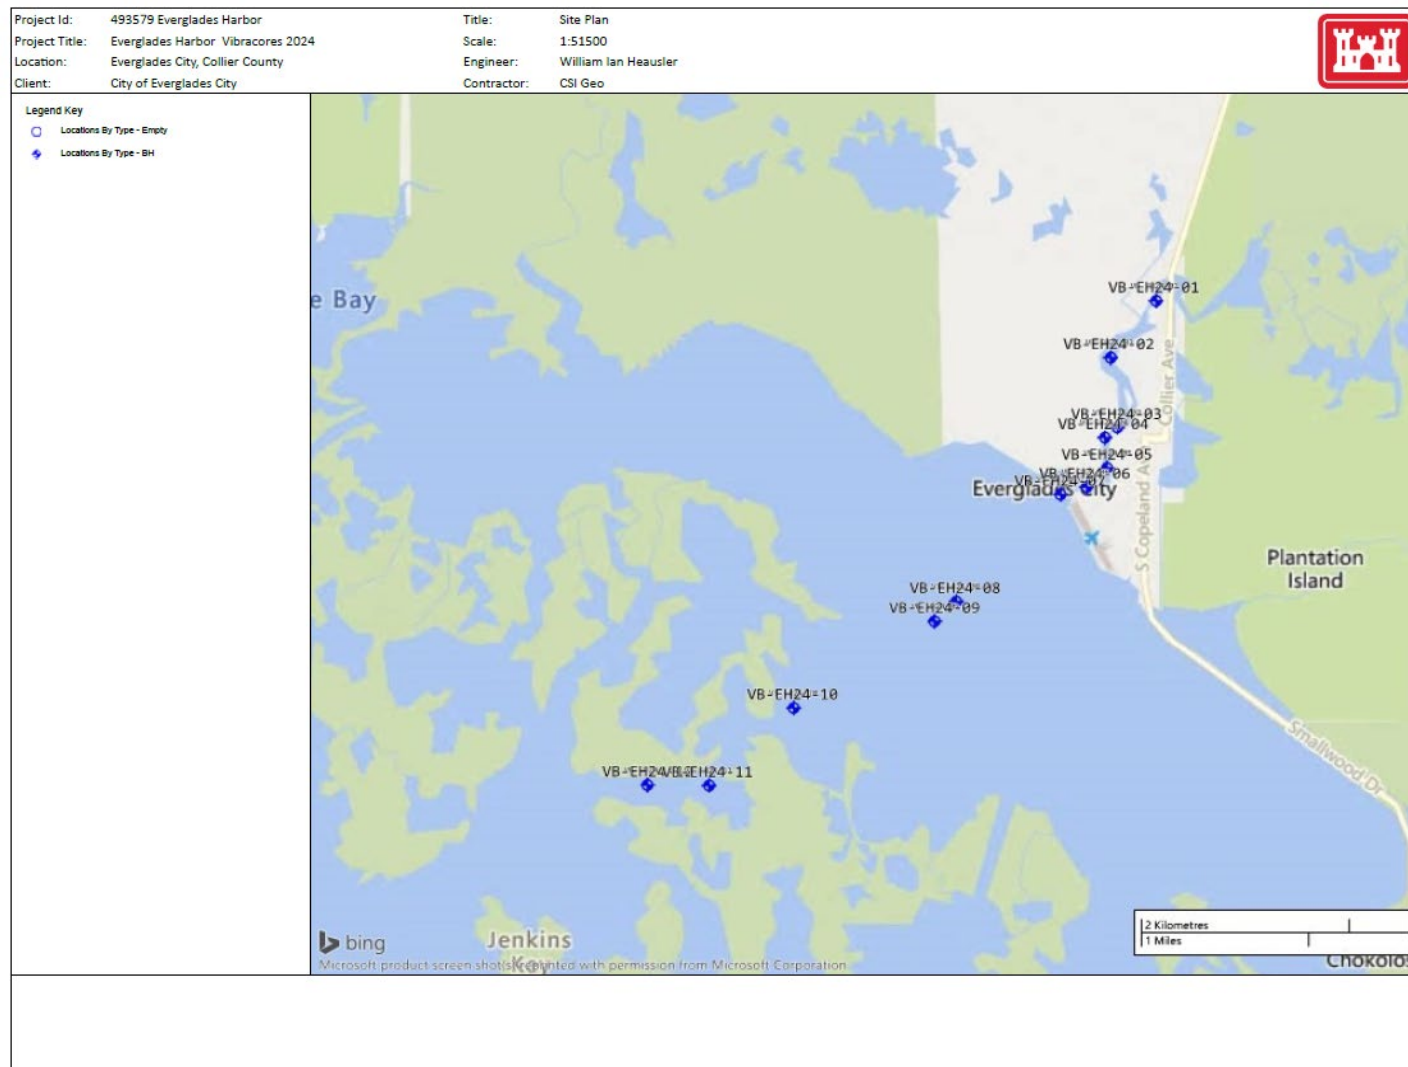 Project Id: 493579 Everglades Harbor Title: Site Plan
Project Title: Everglades Harbor Vibracores 2024 Scale: 1:51500
Location: Everglades City, Collier County Engineer: William Ian Heausler
Client: City of Everglades City Contractor: CSI Geo
Legend Key
Locations By Type - Empty
Locations By Type - BH
e Bay
VB-EH24-01
VB-EH24-02
Collier Ave
VB-EH24-03
VB-EH24-04
VB-EH24-05
VB-EH24-06
VB-EH24-07
Everglades City
S Copeland Ave
Plantation
Island
VB-EH24-08
VB-EH24-09
VB-EH24-10
VB-EH24-11
Smallwood Dr
2 Kilometres
1 Miles
bing
Jenkins
Key
Microsoft product screen shot(s) reprinted with permission from Microsoft Corporation
Chokolos